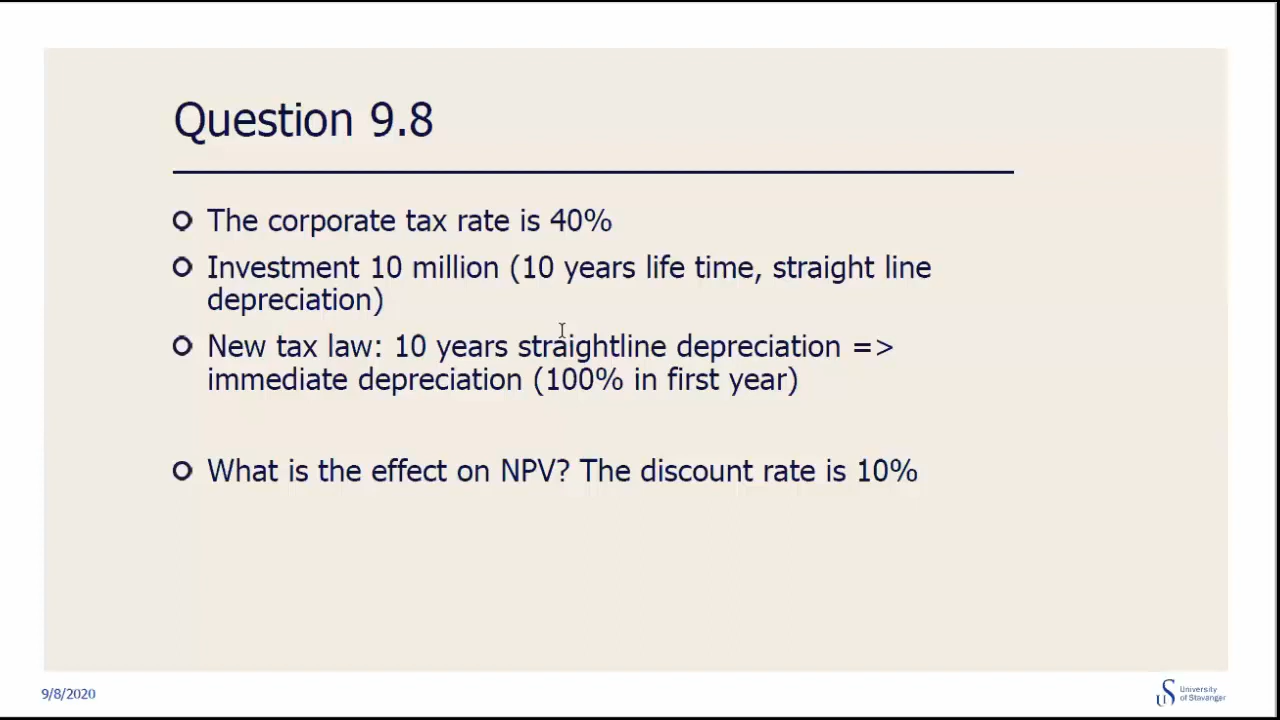 Question 9.8
The corporate tax rate is 40%
Investment 10 million (10 years life time, straight line
depreciation)
New tax law: 10 years straightline depreciation =>
immediate depreciation (100% in first year)
What is the effect on NPV? The discount rate is 10%
9/8/2020
US
University
of Stavanger